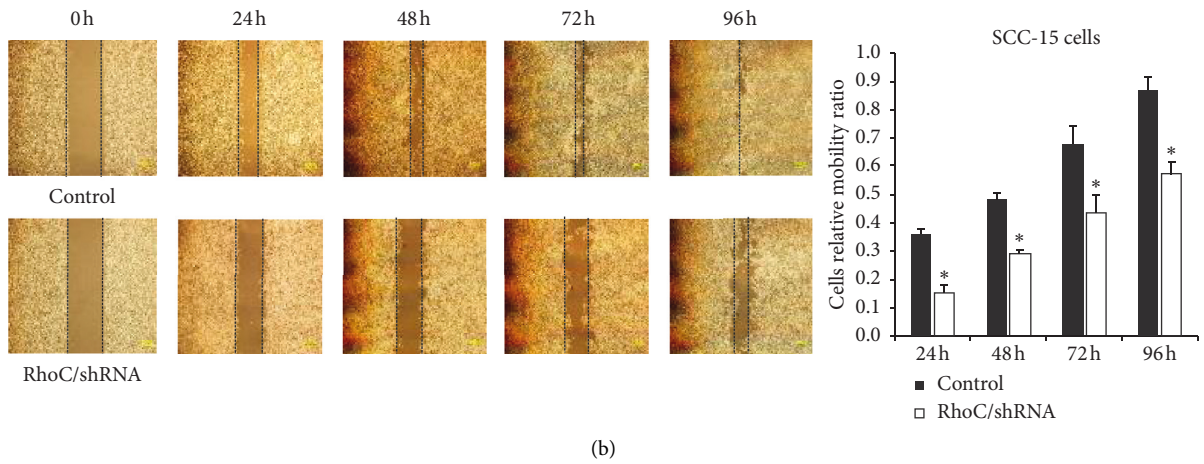 0 h 24 h 48 h 72 h 96 h
Control
RhoC/shRNA
SCC-15 cells
Cells relative mobility ratio
1.0
0.9
0.8
0.7
0.6
0.5
0.4
0.3
0.2
0.1
0.0
* * * *
24 h 48 h 72 h 96 h
Control
RhoC/shRNA
(b)